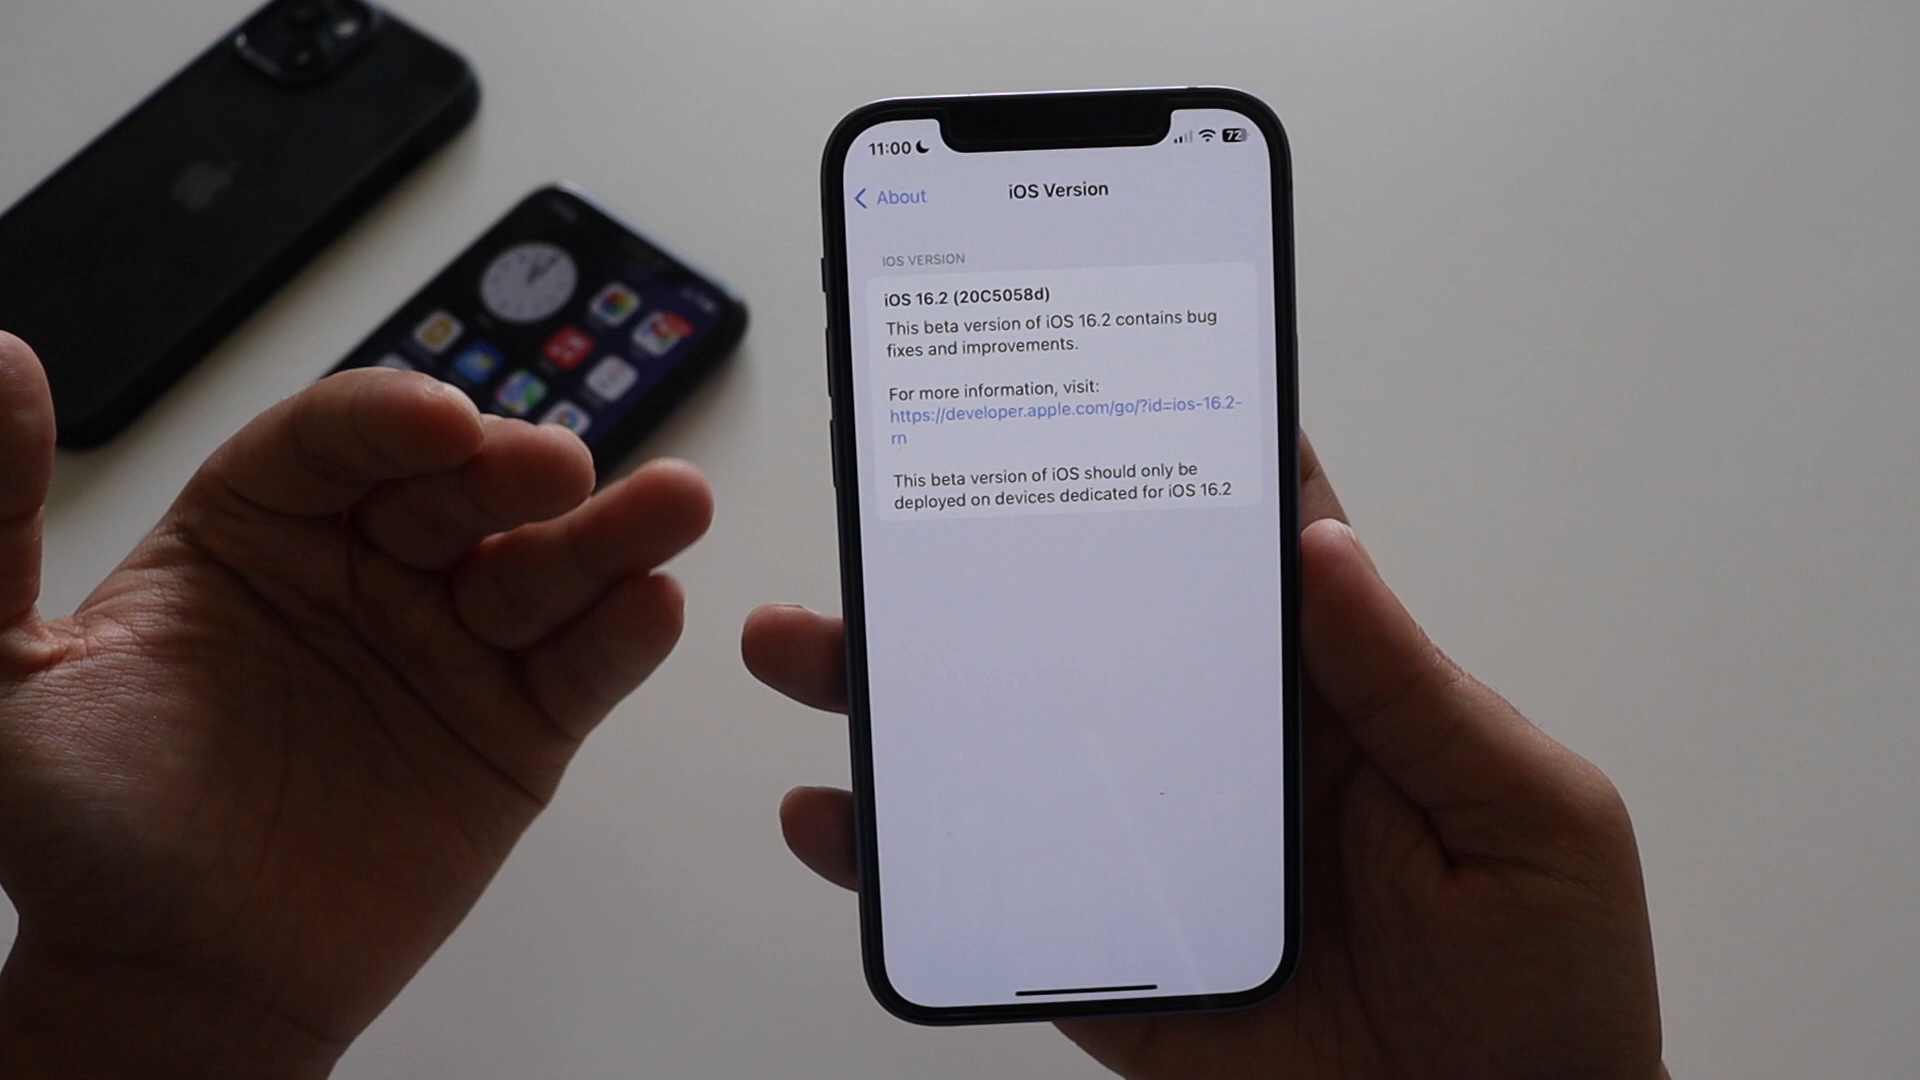 11:00
72
About
iOS Version
IOS VERSION
iOS 16.2 (20C5058d)
This beta version of iOS 16.2 contains bug
fixes and improvements.
For more information, visit:
https://developer.apple.com/go/?id=ios-16.2-
rn
This beta version of iOS should only be
deployed on devices dedicated for iOS 16.2